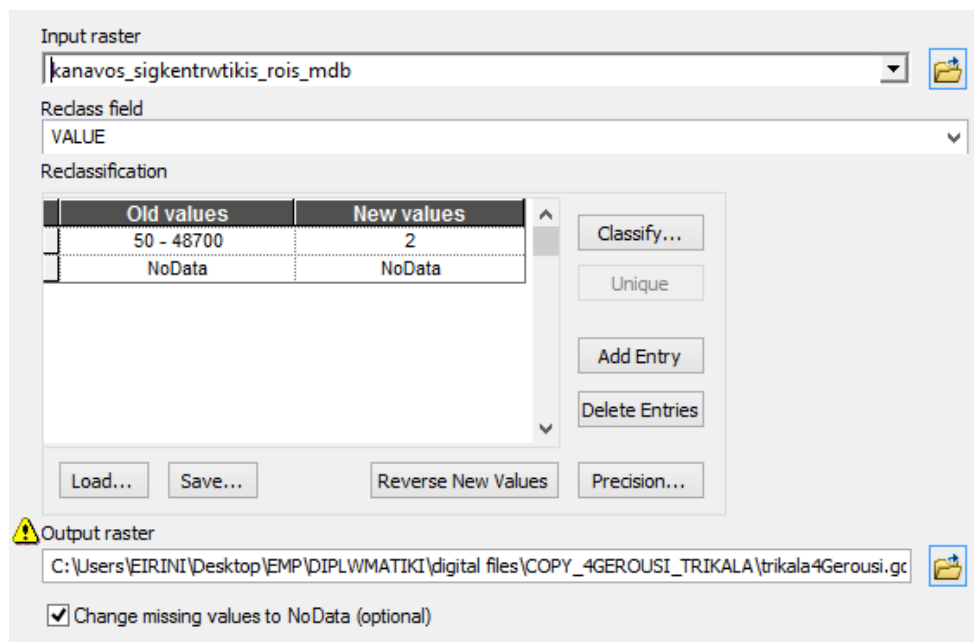 Input raster
kanavos_sigkentrwtikis_rois_mdb
Reclass field
VALUE
Reclassification
Old values New values
50 - 48700 2
NoData NoData
Classify...
Unique
Add Entry
Delete Entries
Load... Save... Reverse New Values Precision...
Output raster
C:\Users\EIRINI\Desktop\EMP\DIPLWMATIKI\digital files\COPY_4GEROUSI_TRIKALA\trikala4Gerousi.gc
Change missing values to NoData (optional)